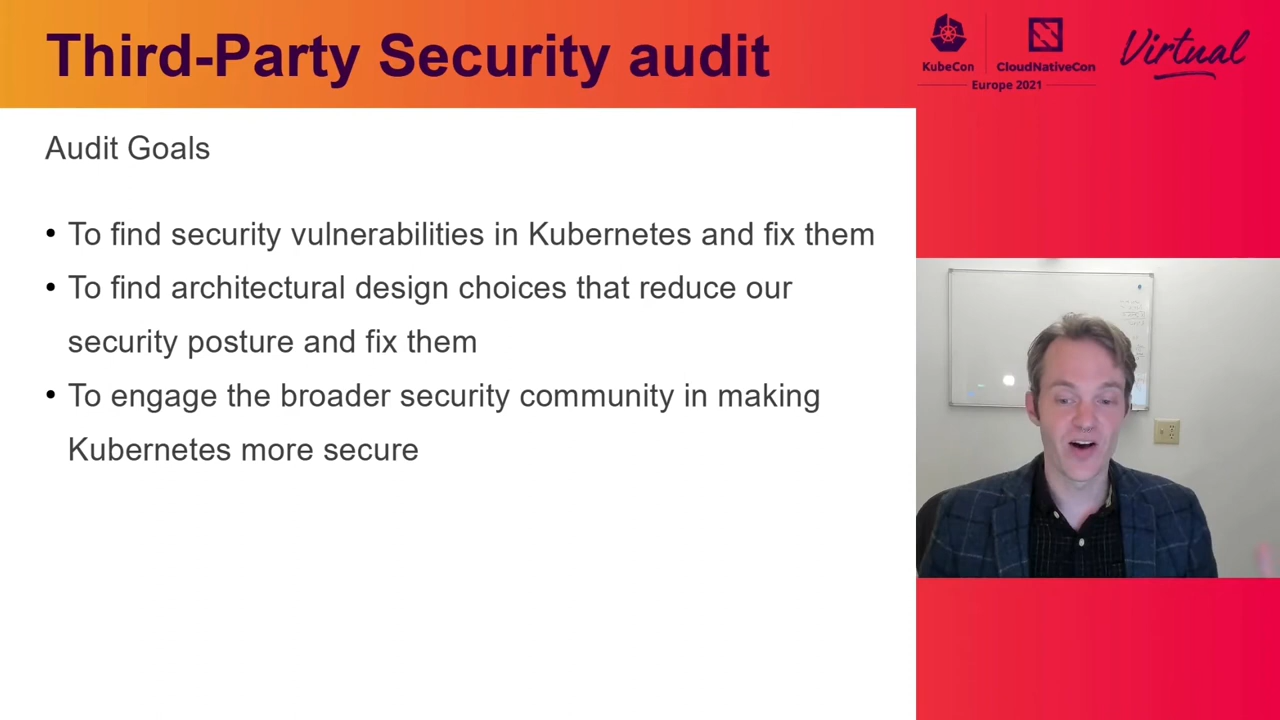 Third-Party Security audit
KubeCon
CloudNativeCon
Europe 2021
Virtual
Audit Goals
• To find security vulnerabilities in Kubernetes and fix them
• To find architectural design choices that reduce our
security posture and fix them
• To engage the broader security community in making
Kubernetes more secure